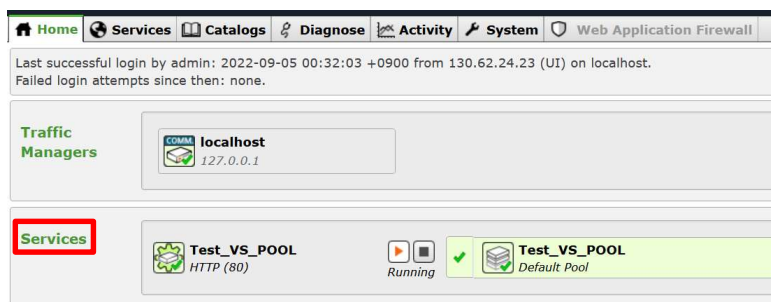 Home Services Catalogs Diagnose Activity System Web Application Firewall
Last successful login by admin: 2022-09-05 00:32:03 +0900 from 130.62.24.23 (UI) on localhost.
Failed login attempts since then: none.
Traffic
Managers
COMM.
localhost
127.0.0.1
Services
Test_VS_POOL
HTTP (80)
Running
Test_VS_POOL
Default Pool